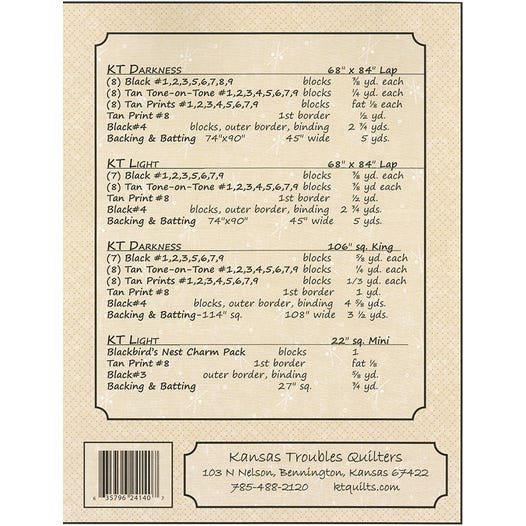 KT Darkness 68" x 84" Lap
(8) Black #1,2,3,5,6,7,8,9 blocks ⅜ yd. each
(8) Tan Tone-on-Tone #1,2,3,4,5,6,7,9 blocks ¼ yd. each
(8) Tan Prints #1,2,3,4,5,6,7,9 blocks fat ⅛ each
Tan Print #8 1st border ½ yd.
Black#4 blocks, outer border, binding 2 ¾ yds.
Backing & Batting 74"x90" 45" wide 5 yds.
KT Light 68" x 84" Lap
(7) Black #1,2,3,5,6,7,9 blocks ⅜ yd. each
(8) Tan Tone-on-Tone #1,2,3,4,5,6,7,9 blocks ⅜ yd each
Tan Print #8 1st border ½ yd.
Black#4 blocks, outer border, binding 2 ¾ yds.
Backing & Batting 74"x90" 45" wide 5 yds.
KT Darkness 106" sq. King
(7) Black #1,2,3,5,6,7,9 blocks ⅝ yd. each
(8) Tan Tone-on-Tone #1,2,3,4,5,6,7,9 blocks ¼ yd. each
(8) Tan Prints #1,2,3,4,5,6,7,9 blocks 1/3 yd. each
Tan Print #8 1st border 1 yd.
Black#4 blocks, outer border, binding 4 ⅝ yds.
Backing & Batting-114" sq. 108" wide 3 ½ yds.
KT Light 22" sq. Mini
Blackbird's Nest Charm Pack blocks 1
Tan Print #8 1st border fat ⅛
Black#3 outer border, binding ⅝ yd.
Backing & Batting 27" sq. ¾ yd.
Kansas Troubles Quilters
103 N Nelson, Bennington, Kansas 67422
785-488-2120 ktquilts.com
6 35796 24140 7